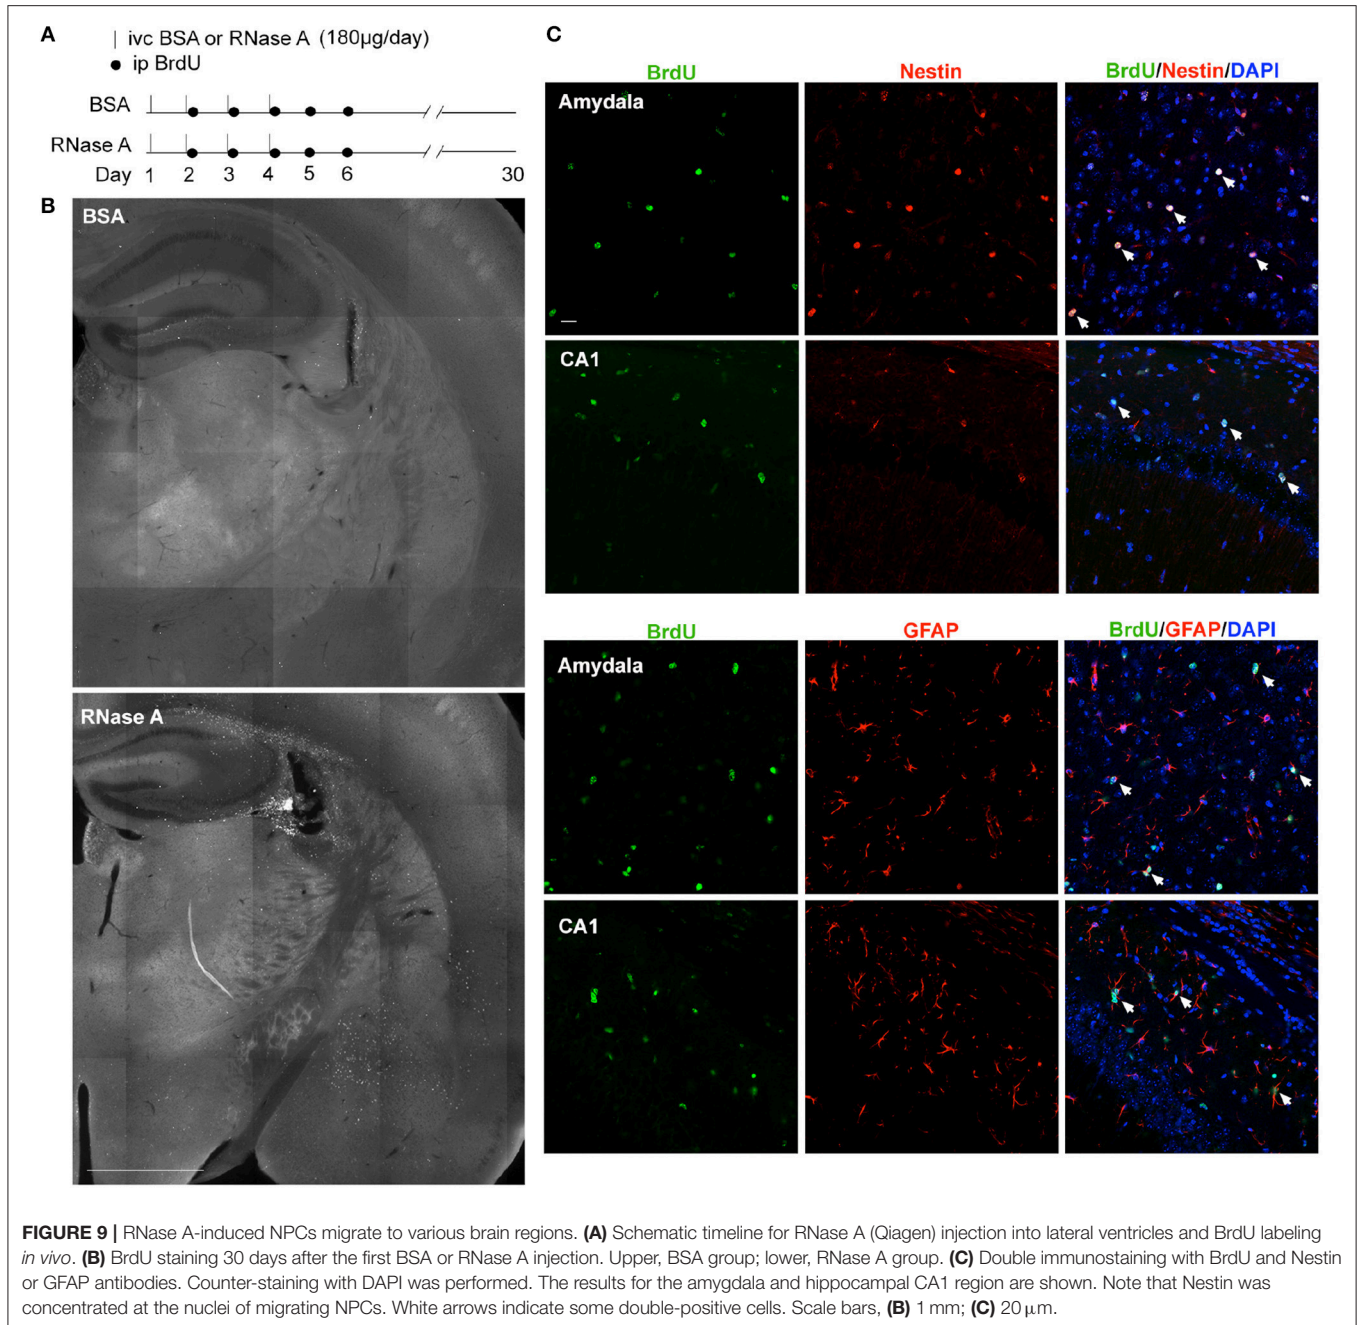 A
ivc BSA or RNase A (180µg/day)
ip BrdU
BSA
RNase A
Day 1 2 3 4 5 6 30
B
BSA
RNase A
C
BrdU Nestin BrdU/Nestin/DAPI
Amydala
CA1
BrdU GFAP BrdU/GFAP/DAPI
Amydala
CA1
FIGURE 9 | RNase A-induced NPCs migrate to various brain regions. (A) Schematic timeline for RNase A (Qiagen) injection into lateral ventricles and BrdU labeling
in vivo. (B) BrdU staining 30 days after the first BSA or RNase A injection. Upper, BSA group; lower, RNase A group. (C) Double immunostaining with BrdU and Nestin
or GFAP antibodies. Counter-staining with DAPI was performed. The results for the amygdala and hippocampal CA1 region are shown. Note that Nestin was
concentrated at the nuclei of migrating NPCs. White arrows indicate some double-positive cells. Scale bars, (B) 1 mm; (C) 20 µm.